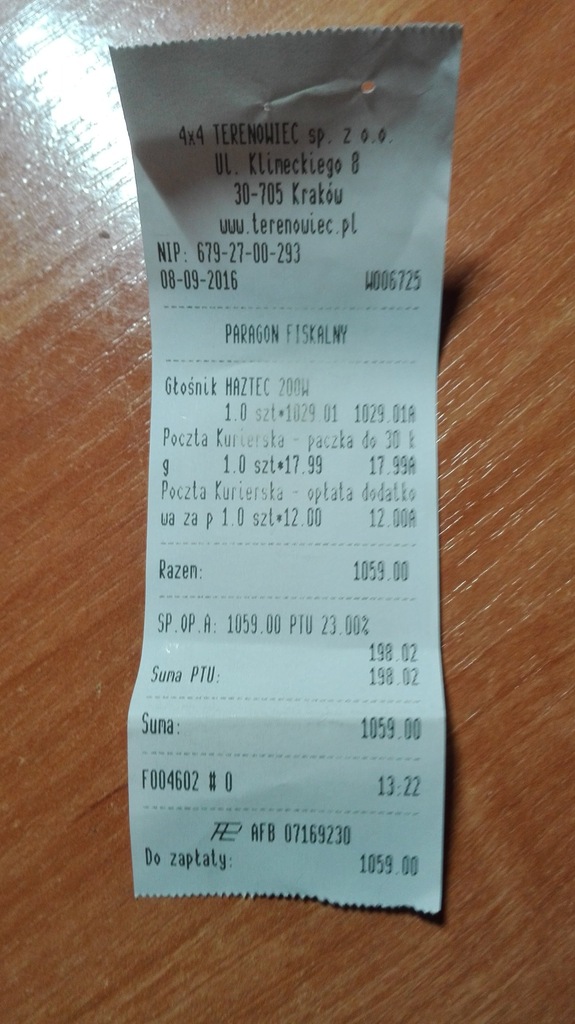 4x4 TERENOWIEC sp. z o.o.
Ul. Klimeckiego 8
30-705 Kraków
www.terenowiec.pl
NIP: 679-27-00-293
08-09-2016 W006725
PARAGON FISKALNY
Głośnik HAZTEC 200W
1.0 szt*1029.01 1029.01A
Poczta Kurierska - paczka do 30 k
g 1.0 szt*17.99 17.99A
Poczta Kurierska - opłata dodatko
wa za p 1.0 szt*12.00 12.00A
Razem: 1059.00
SP.OP.A: 1059.00 PTU 23.00%
198.02
Suma PTU: 198.02
Suma: 1059.00
F004602 # 0 13:22
AFB 07169230
Do zapłaty: 1059.00